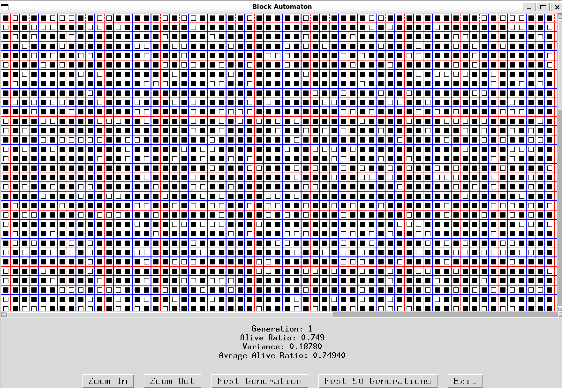 Block Automaton
Generation: 1
Alive Ratio: 0.749
Variance: 0.18780
Avrage Alive Ratio: 0.74940
Zoom In Zoom Out Next Generation Next 50 Generations Exit